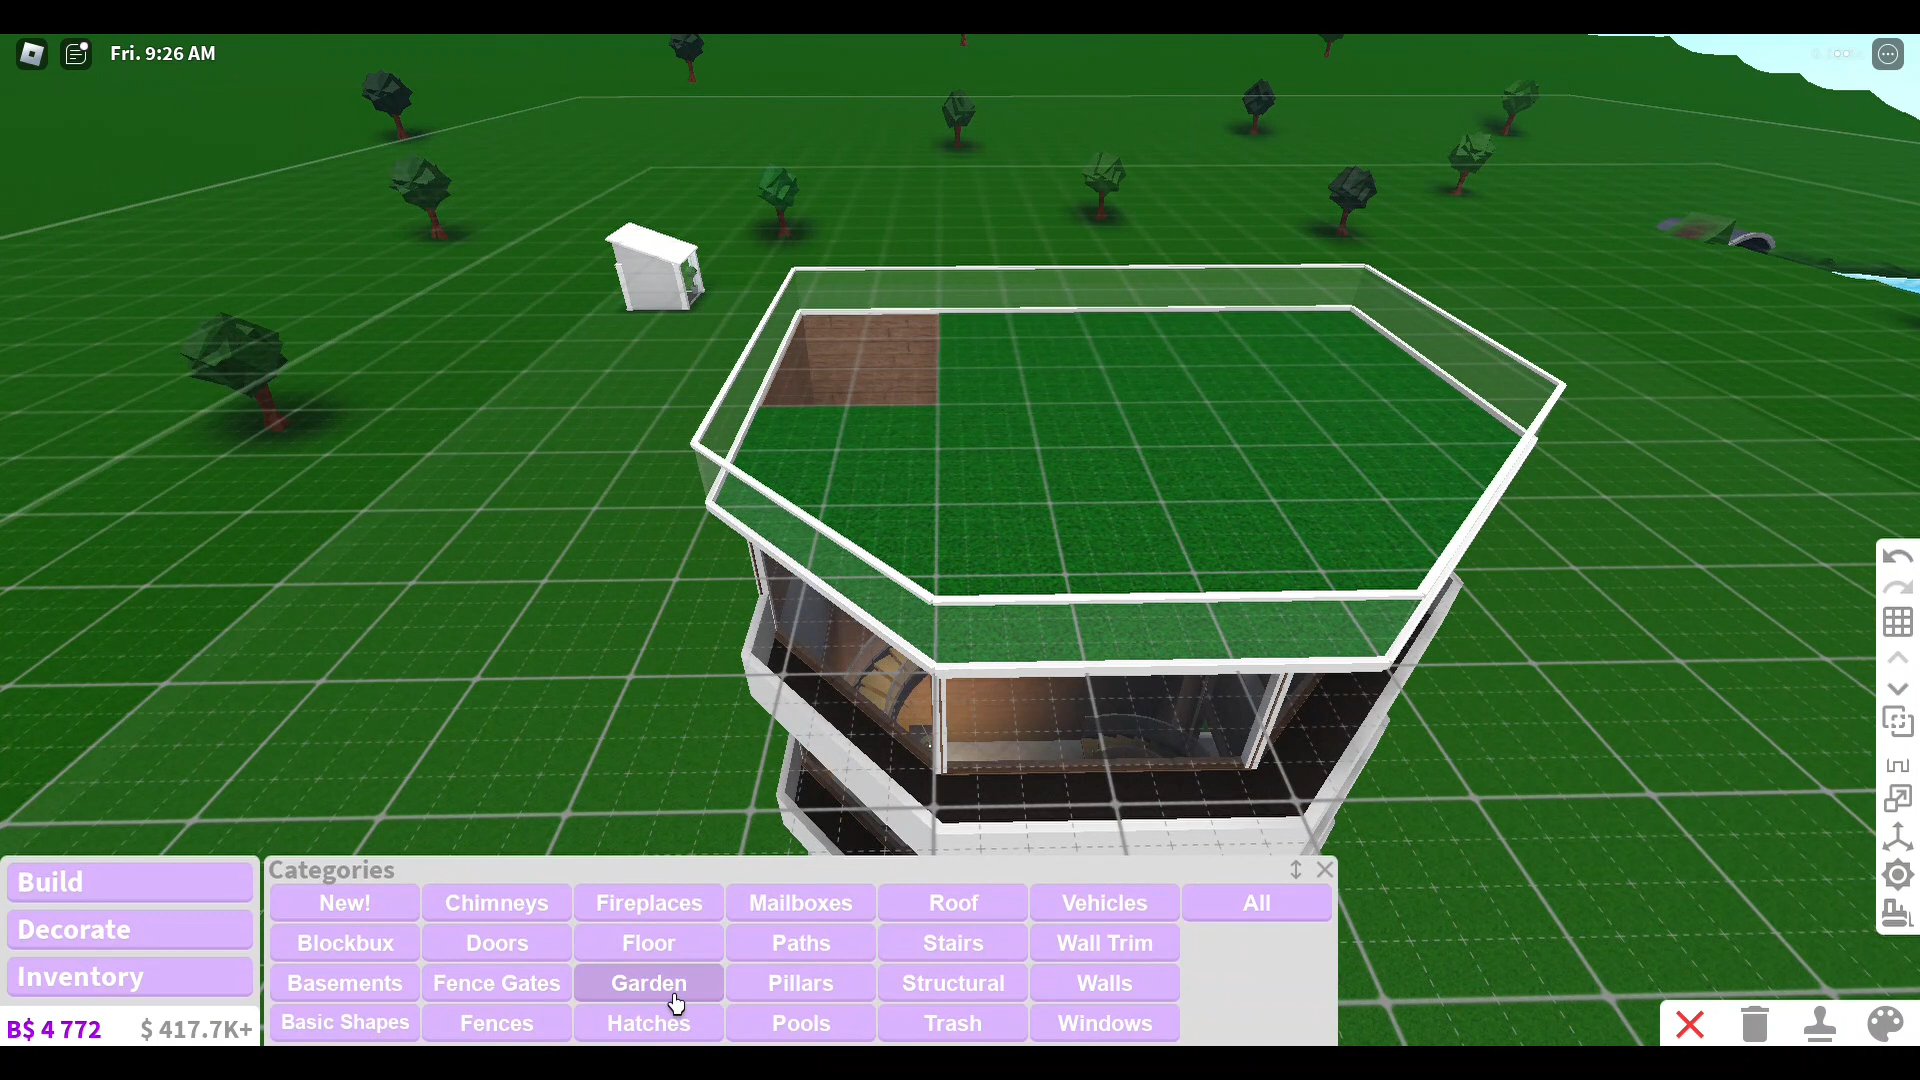 Fri. 9:26 AM
Categories
Build
Decorate
Inventory
B$ 4 772 $ 417.7K+
New! Chimneys Fireplaces Mailboxes Roof Vehicles All
Blockbux Doors Floor Paths Stairs Wall Trim
Basements Fence Gates Garden Pillars Structural Walls
Basic Shapes Fences Hatches Pools Trash Windows